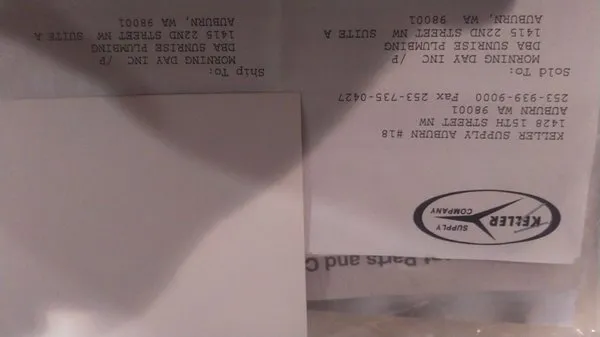 Parts and
KELLER
SUPPLY
COMPANY
KELLER SUPPLY AUBURN #18
1428 15TH STREET NW
AUBURN WA 98001
253-939-9000 Fax 253-735-0427
Sold To:
MORNING DAY INC /P
DBA SUNRISE PLUMBING
1415 22ND STREET NW SUITE A
AUBURN, WA 98001
Ship To:
MORNING DAY INC /P
DBA SUNRISE PLUMBING
1415 22ND STREET NW SUITE A
AUBURN, WA 98001